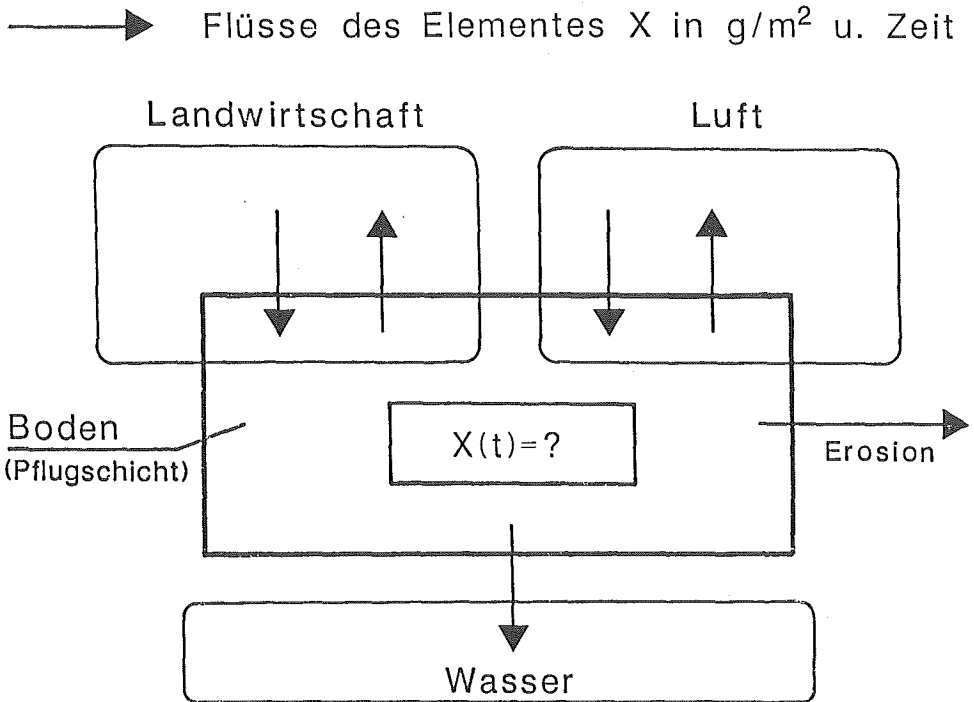 Flüsse des Elementes X in g/m² u. Zeit
Landwirtschaft
Luft
Boden
(Pflugschicht)
X(t)=?
Erosion
Wasser